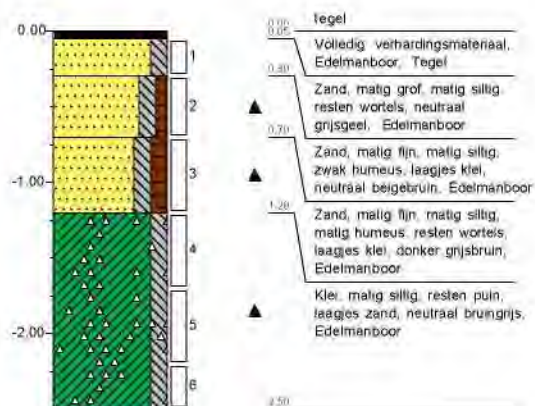 0.00
0.00
tegel
0.05
Volledig verhardingsmateriaal,
Edelmanboor, Tegel
1
0.30
Zand, matig grof, matig siltig,
resten wortels, neutraal
grijsgeel, Edelmanboor
2
0.70
Zand, matig fijn, matig siltig,
zwak humeus, laagjes klei,
neutraal beigebruin, Edelmanboor
3
-1.00
1.20
Zand, matig fijn, matig siltig,
matig humeus, resten wortels,
laagjes klei, donker grijsbruin,
Edelmanboor
4
Klei, matig siltig, resten puin,
laagjes zand, neutraal bruingrijs,
Edelmanboor
5
-2.00
6
2.50